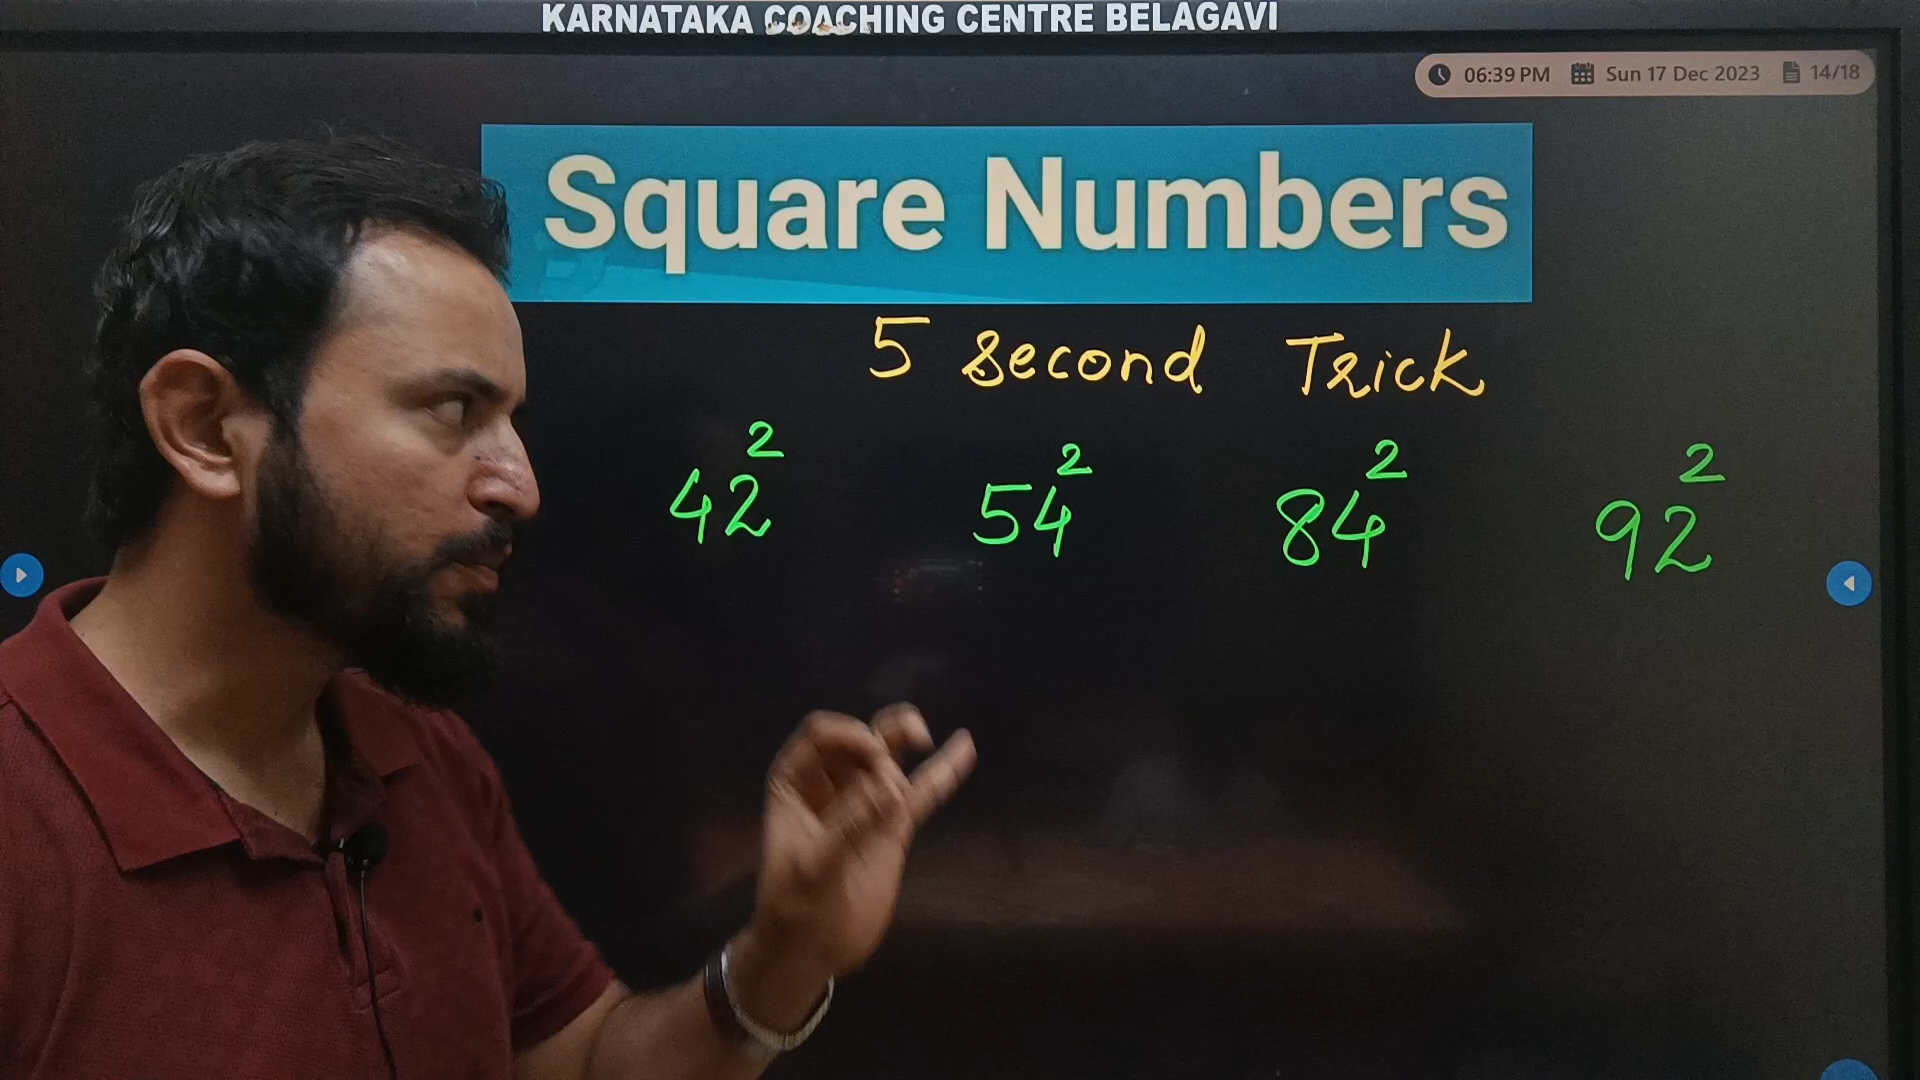 KARNATAKA COACHING CENTRE BELAGAVI
06:39 PM Sun 17 Dec 2023 14/18
Square Numbers
5 Second Trick
42² 54² 84² 92²